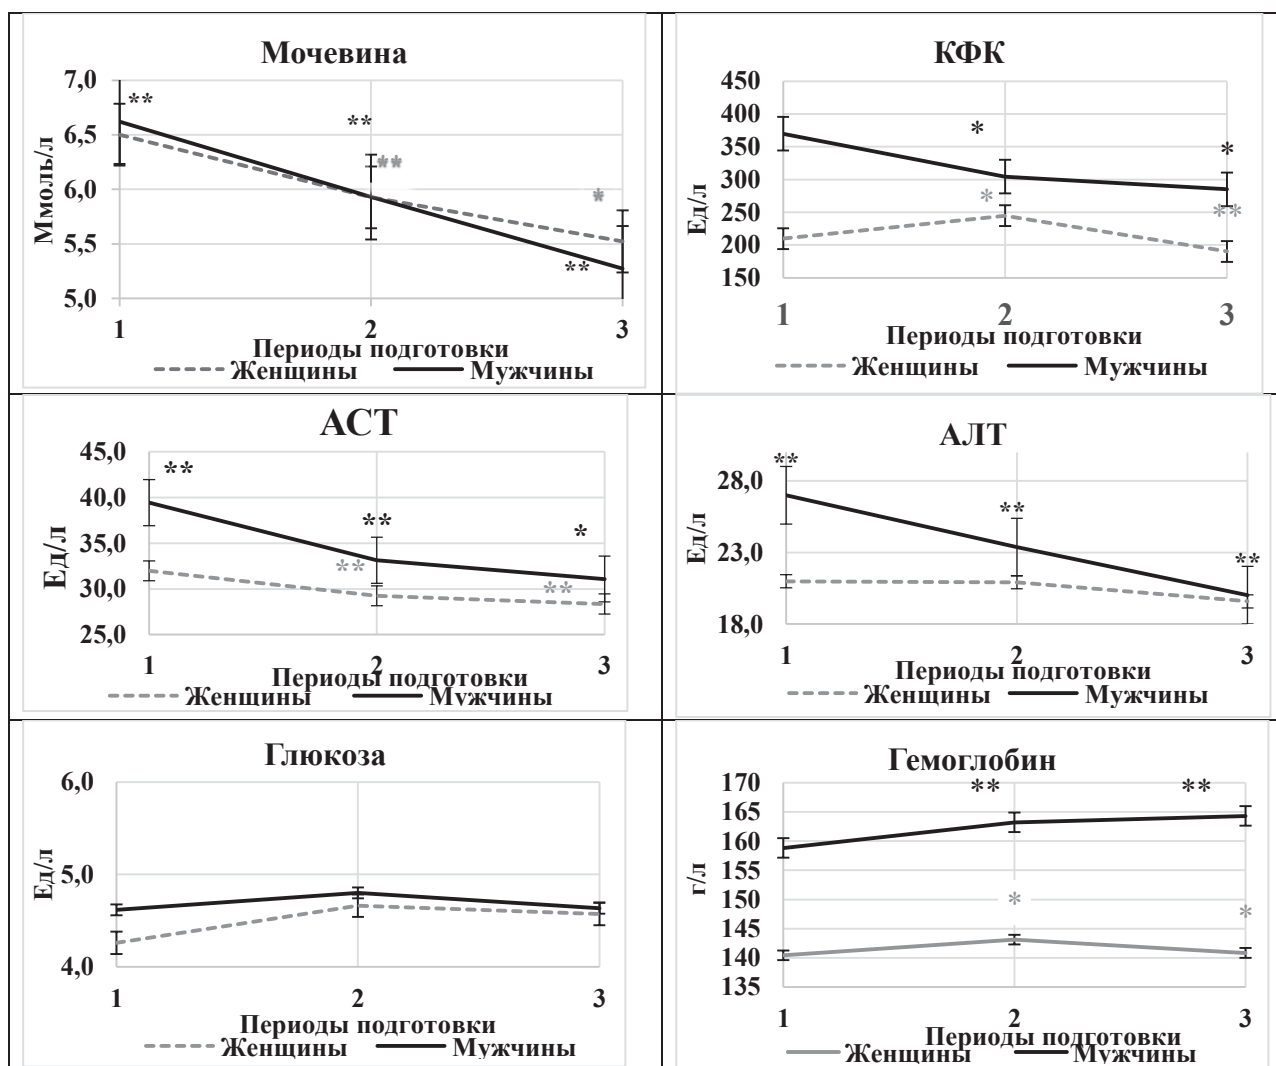 Мочевина
7,0
6,5
6,0
5,5
5,0
Ммоль/л
**
**
**
*
**
1 2 3
Периоды подготовки
Женщины Мужчины
КФК
450
400
350
300
250
200
150
Ед/л
*
*
*
**
1 2 3
Периоды подготовки
Женщины Мужчины
АСТ
45,0
40,0
35,0
30,0
25,0
Ед/л
**
**
*
**
**
1 2 3
Периоды подготовки
Женщины Мужчины
АЛТ
28,0
23,0
18,0
Ед/л
**
**
**
1 2 3
Периоды подготовки
Женщины Мужчины
Глюкоза
6,0
5,0
4,0
Ед/л
1 2 3
Периоды подготовки
Женщины Мужчины
Гемоглобин
170
165
160
155
150
145
140
135
г/л
** **
*
*
1 2 3
Периоды подготовки
Женщины Мужчины